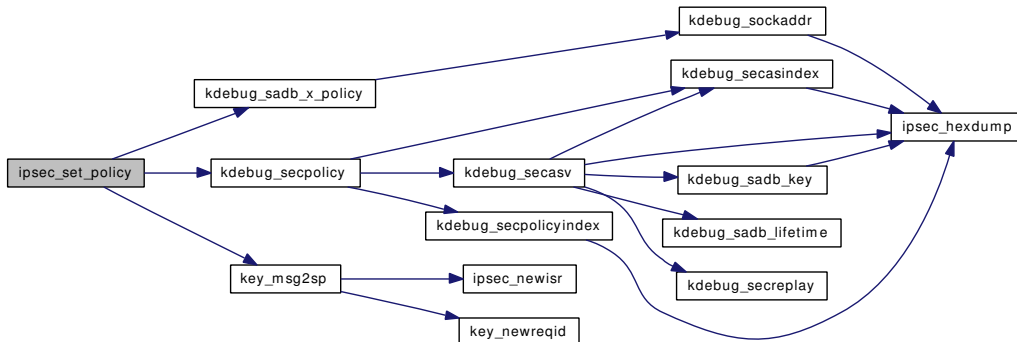 kdebug_sockaddr
kdebug_secasindex
kdebug_sadb_x_policy
ipsec_hexdump
ipsec_set_policy
kdebug_secpolicy
kdebug_secasv
kdebug_sadb_key
kdebug_secpolicyindex
kdebug_sadb_lifetime
key_msg2sp
ipsec_newisr
kdebug_secreplay
key_newreqid